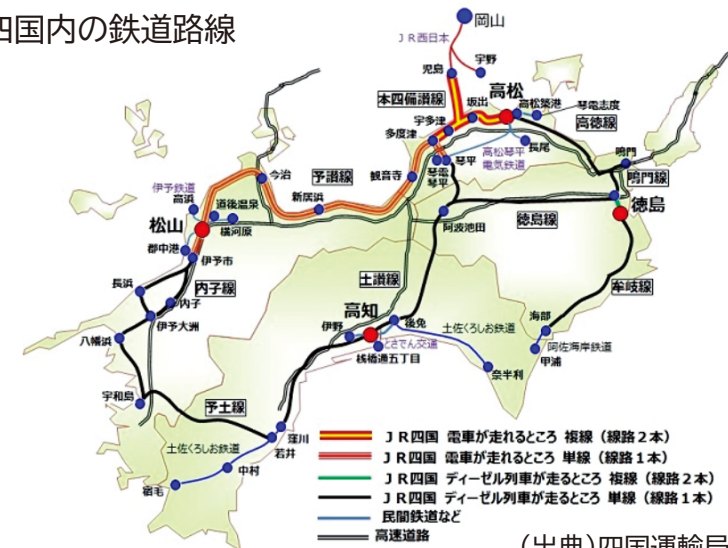 四国内の鉄道路線
岡山
JR西日本
宇野
児島
本四備讃線
坂出
高松
高松築港
琴電志度
高徳線
宇多津
多度津
長尾
高松琴平
電気鉄道
鳴門
鳴門線
琴平
琴電
琴平
観音寺
予讃線
今治
新居浜
伊予鉄道
高浜
道後温泉
松山
横河原
郡中港
伊予市
徳島
徳島線
阿波池田
土讃線
牟岐線
長浜
内子線
内子
伊予大洲
八幡浜
高知
後免
伊野
とさでん交通
桟橋通五丁目
土佐くろしお鉄道
海部
阿佐海岸鉄道
甲浦
奈半利
宇和島
予土線
土佐くろしお鉄道
窪川
若井
中村
宿毛
JR四国 電車が走れるところ 複線(線路2本)
JR四国 電車が走れるところ 単線(線路1本)
JR四国 ディーゼル列車が走るところ 複線(線路2本)
JR四国 ディーゼル列車が走るところ 単線(線路1本)
民間鉄道など
高速道路
(出典)四国運輸局